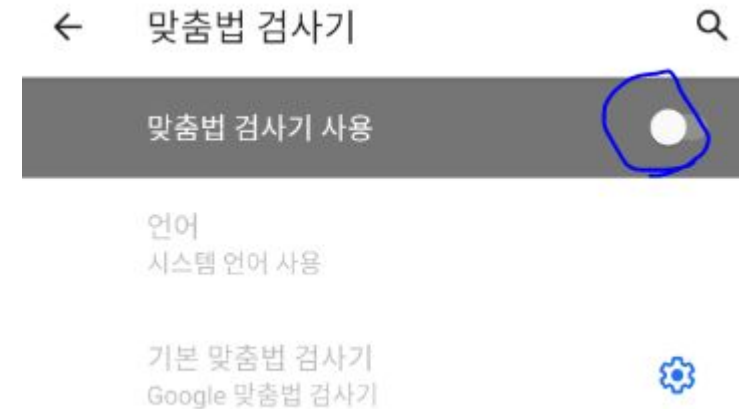 맞춤법 검사기
맞춤법 검사기 사용
언어
시스템 언어 사용
기본 맞춤법 검사기
Google 맞춤법 검사기